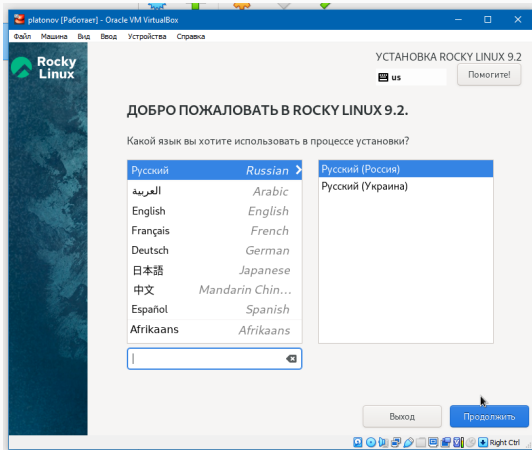 platonov [Работает] - Oracle VM VirtualBox
Файл Машина Вид Ввод Устройства Справка
Rocky
Linux
УСТАНОВКА ROCKY LINUX 9.2
us
Помогите!
ДОБРО ПОЖАЛОВАТЬ В ROCKY LINUX 9.2.
Какой язык вы хотите использовать в процессе установки?
Русский Russian
العربية Arabic
English English
Français French
Deutsch German
日本語 Japanese
中文 Mandarin Chin...
Español Spanish
Afrikaans Afrikaans
Русский (Россия)
Русский (Украина)
Выход
Продолжить
Right Ctrl